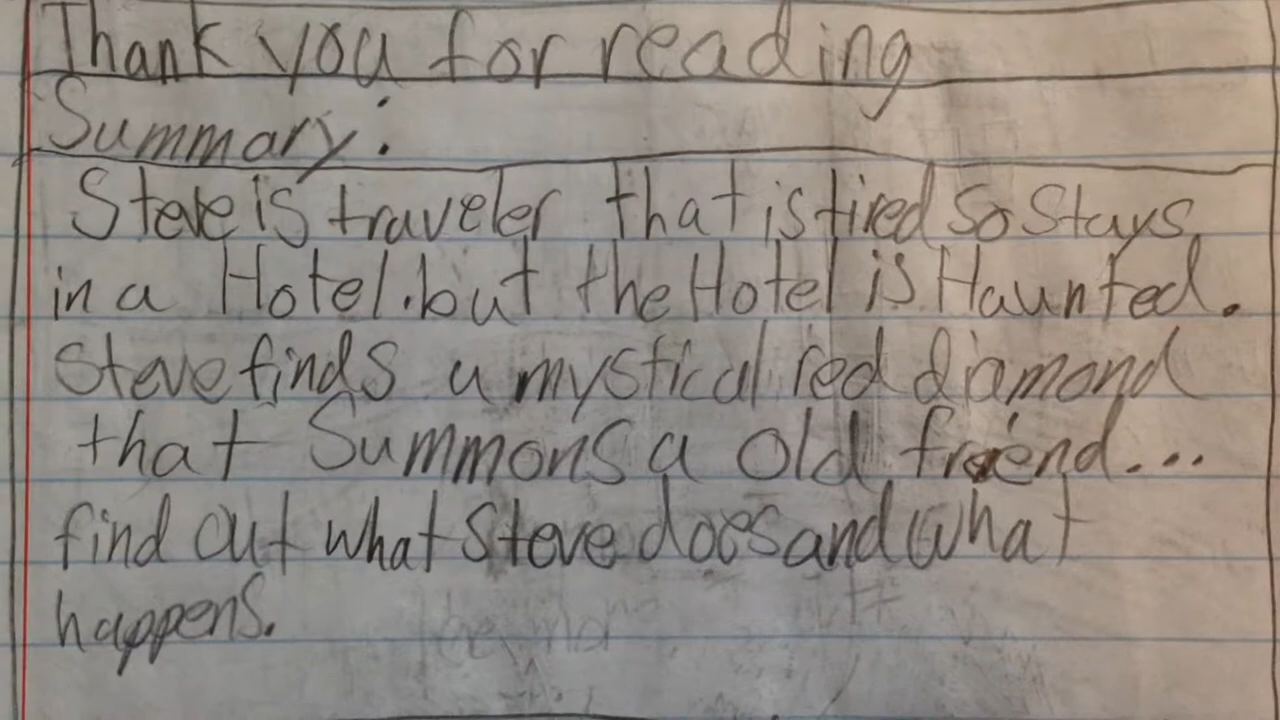 Thank you for reading
Summary:
Steve is traveler that is tired so stays
in a Hotel. but the Hotel is Haunted.
Steve finds a mystical red diamond
that Summons a old friend...
find out what Steve does and what
happens.